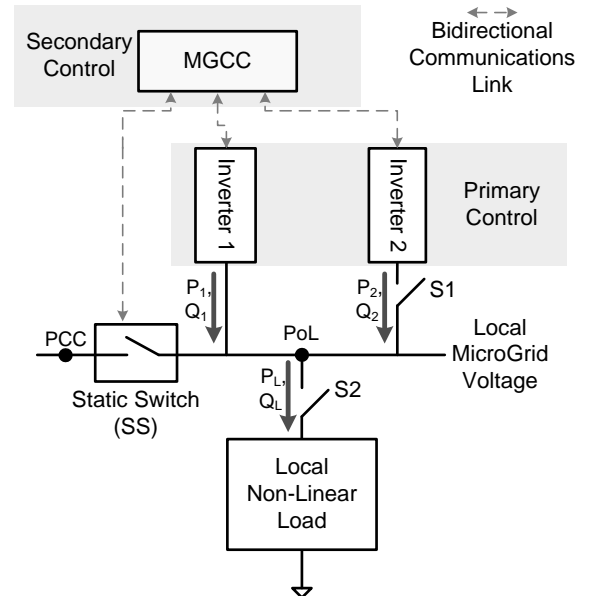 Secondary
Control
MGCC
Bidirectional
Communications
Link
Inverter 1
Inverter 2
Primary
Control
P1,
Q1
P2,
Q2
S1
PCC
PoL
Local
MicroGrid
Voltage
Static Switch
(SS)
PL,
QL
S2
Local
Non-Linear
Load